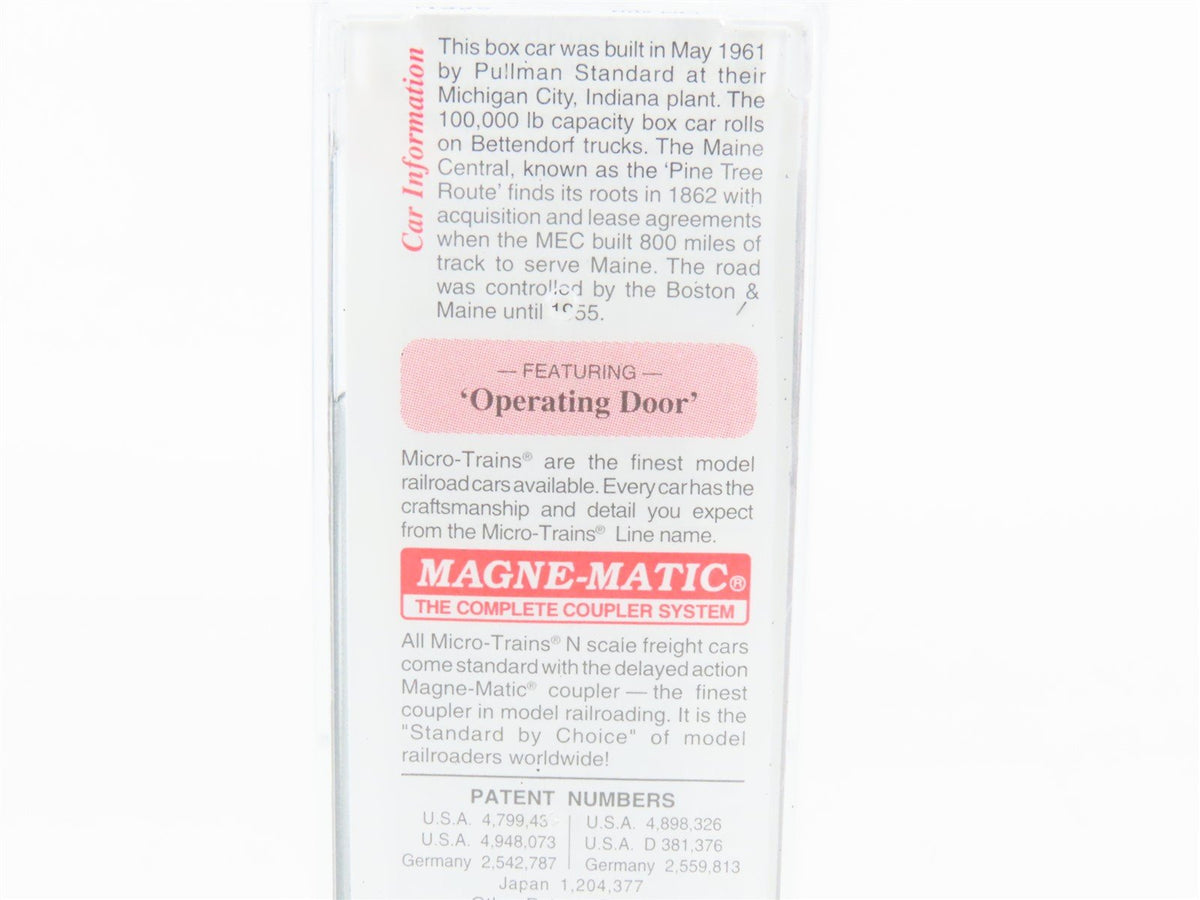 Car Information
This box car was built in May 1961
by Pullman Standard at their
Michigan City, Indiana plant. The
100,000 lb capacity box car rolls
on Bettendorf trucks. The Maine
Central, known as the ‘Pine Tree
Route’ finds its roots in 1862 with
acquisition and lease agreements
when the MEC built 800 miles of
track to serve Maine. The road
was controlled by the Boston &
Maine until 1955.
— FEATURING —
‘Operating Door’
Micro-Trains® are the finest model
railroad cars available. Every car has the
craftsmanship and detail you expect
from the Micro-Trains® Line name.
MAGNE-MATIC®
THE COMPLETE COUPLER SYSTEM
All Micro-Trains® N scale freight cars
come standard with the delayed action
Magne-Matic® coupler — the finest
coupler in model railroading. It is the
"Standard by Choice" of model
railroaders worldwide!
PATENT NUMBERS
U.S.A. U.S.A. 4,898,326
U.S.A. 4,948,073 U.S.A. D 381,376
Germany 2,542,787 Germany 2,559,813
Japan 1,204,377